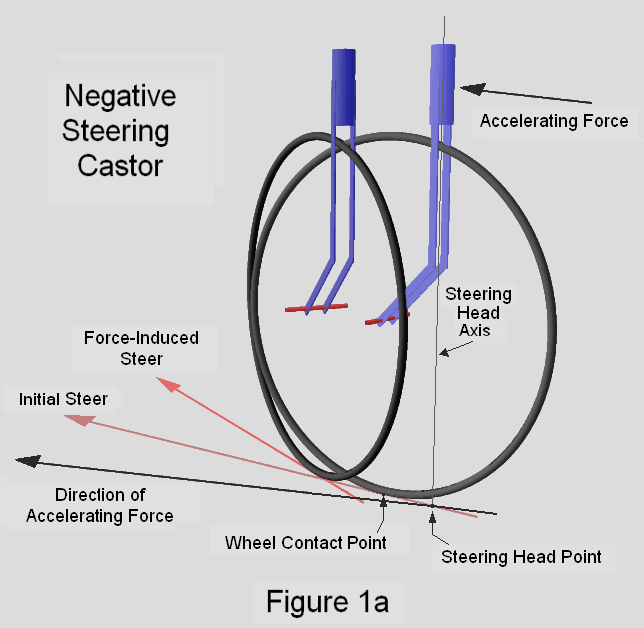 Negative
Steering
Castor
Accelerating Force
Steering
Head
Axis
Force-Induced
Steer
Initial Steer
Direction of
Accelerating Force
Wheel Contact Point
Steering Head Point
Figure 1a